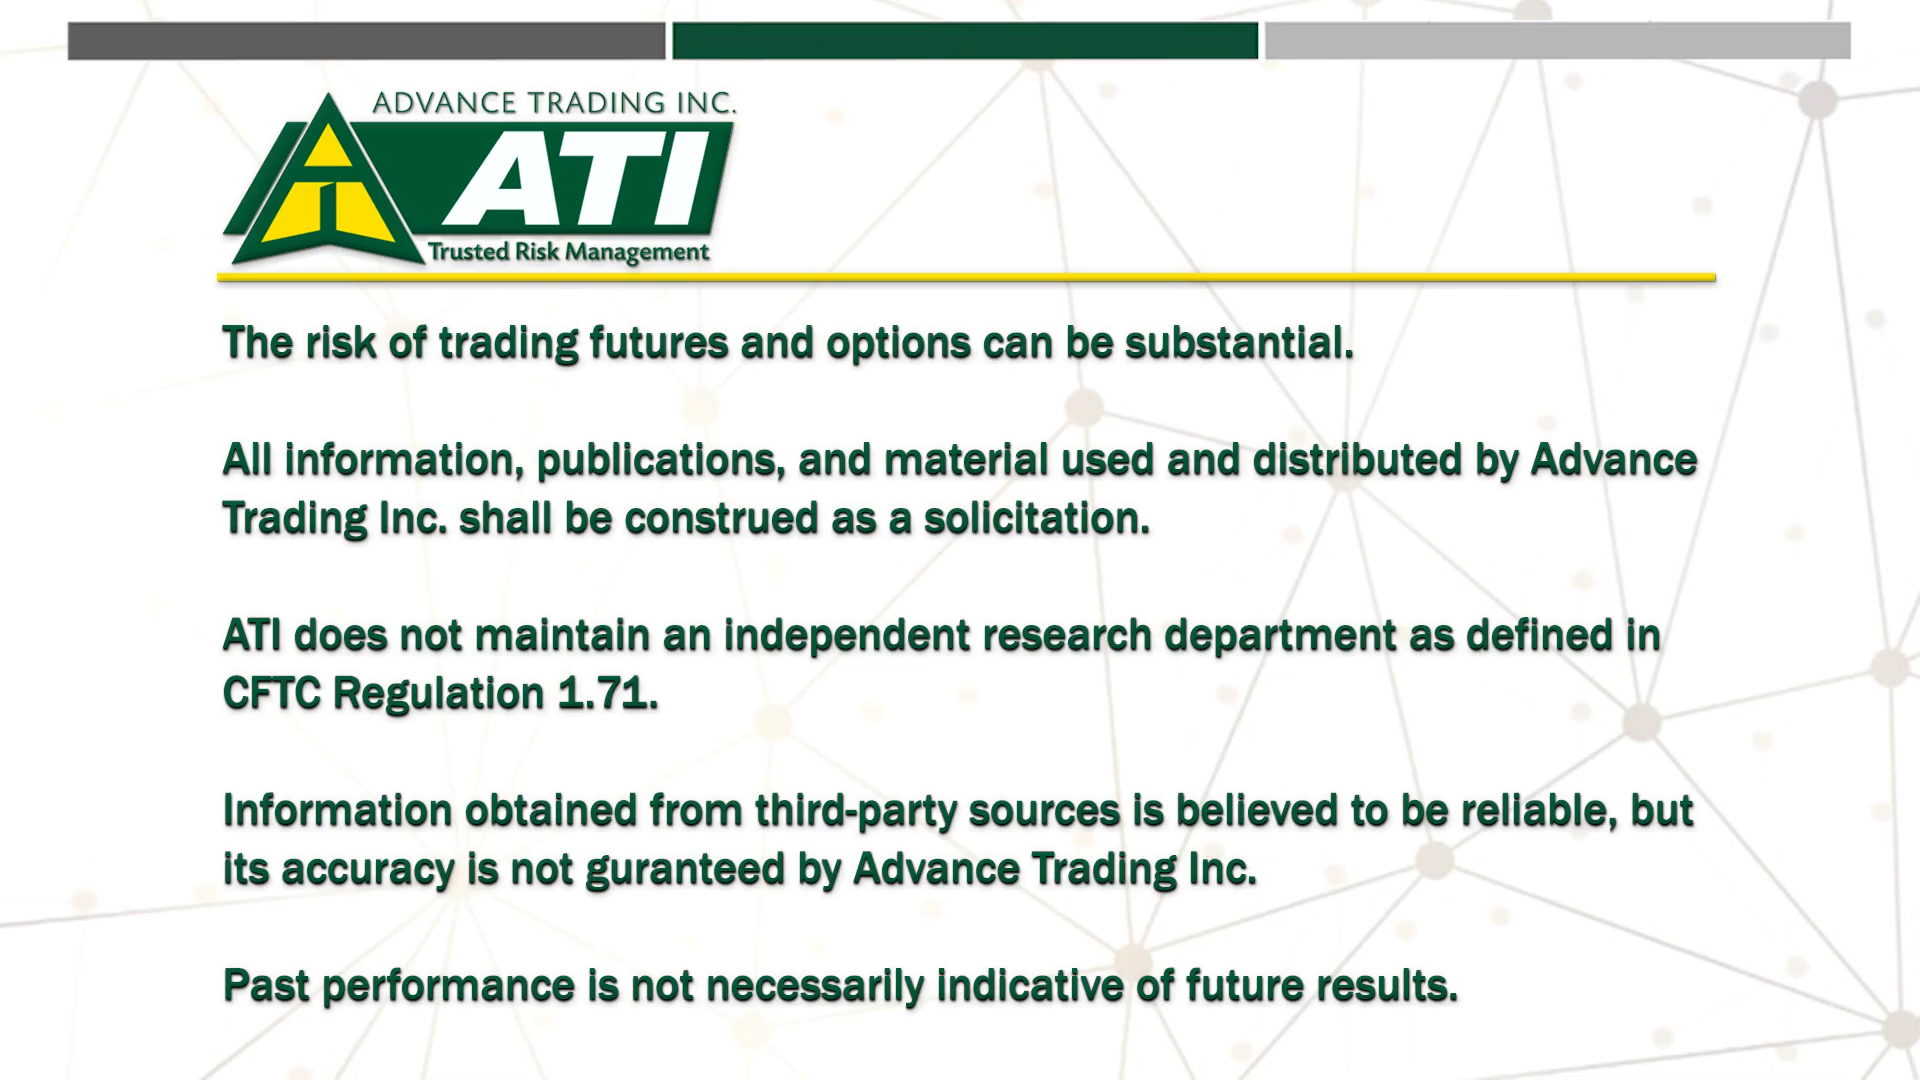 ADVANCE TRADING INC.
ATI
Trusted Risk Management
The risk of trading futures and options can be substantial.
All information, publications, and material used and distributed by Advance
Trading Inc. shall be construed as a solicitation.
ATI does not maintain an independent research department as defined in
CFTC Regulation 1.71.
Information obtained from third-party sources is believed to be reliable, but
its accuracy is not guranteed by Advance Trading Inc.
Past performance is not necessarily indicative of future results.